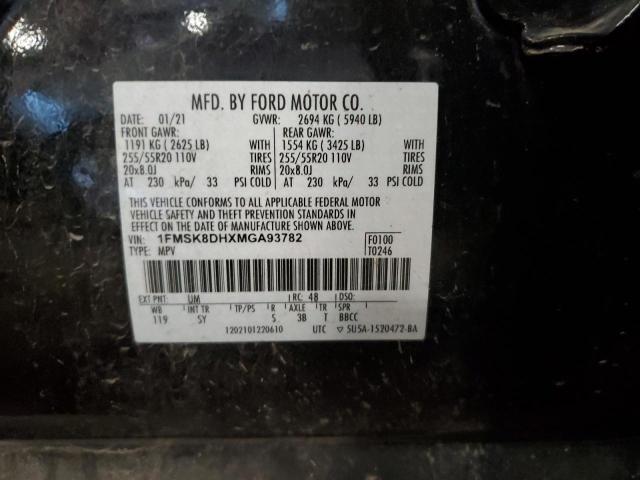 MFD. BY FORD MOTOR CO.
DATE: 01/21 GVWR: 2694 KG ( 5940 LB)
FRONT GAWR: REAR GAWR:
1191 KG ( 2625 LB) WITH 1554 KG ( 3425 LB) WITH
255/55R20 110V TIRES 255/55R20 110V TIRES
20x8.0J RIMS 20x8.0J RIMS
AT 230 kPa/ 33 PSI COLD AT 230 kPa/ 33 PSI COLD
THIS VEHICLE CONFORMS TO ALL APPLICABLE FEDERAL MOTOR
VEHICLE SAFETY AND THEFT PREVENTION STANDARDS IN
EFFECT ON THE DATE OF MANUFACTURE SHOWN ABOVE.
VIN: 1FMSK8DHXMGA93782 F0100
TYPE: MPV T0246
EXT PNT: UM RC: 48 DSO:
WB INT TR TP/PS R AXLE TR SPR
119 SY S 3B T BBCC
1202101220610 UTC ▽ 5U5A-1520472-BA